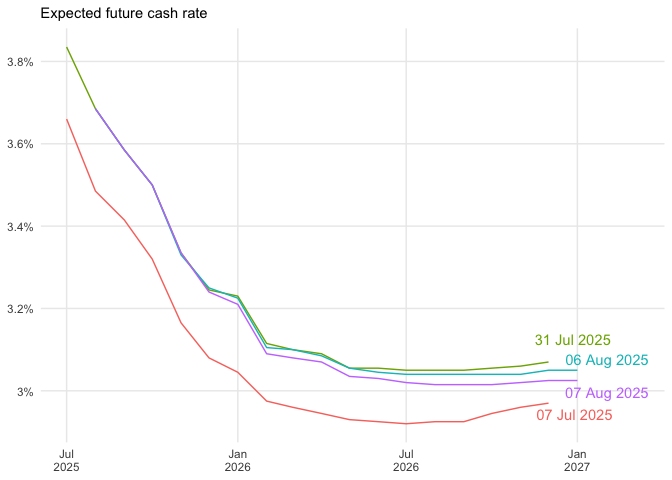 Expected future cash rate
3.8%
3.6%
3.4%
3.2%
3%
31 Jul 2025
06 Aug 2025
07 Aug 2025
07 Jul 2025
Jul
2025
Jan
2026
Jul
2026
Jan
2027